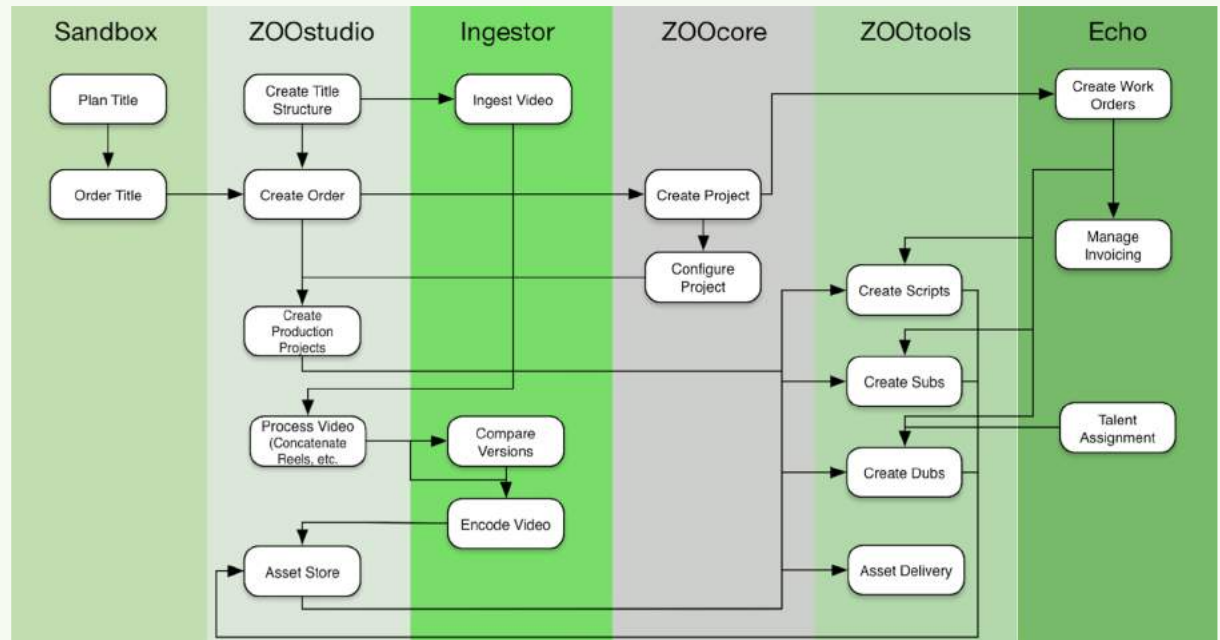 Sandbox
ZOOstudio
Ingestor
ZOOcore
ZOOtools
Echo
Plan Title
Create Title
Structure
Ingest Video
Create Work
Orders
Order Title
Create Order
Create Project
Manage
Invoicing
Configure
Project
Create Scripts
Create
Production
Projects
Create Subs
Process Video
(Concatenate
Reels, etc.
Compare
Versions
Talent
Assignment
Create Dubs
Encode Video
Asset Store
Asset Delivery